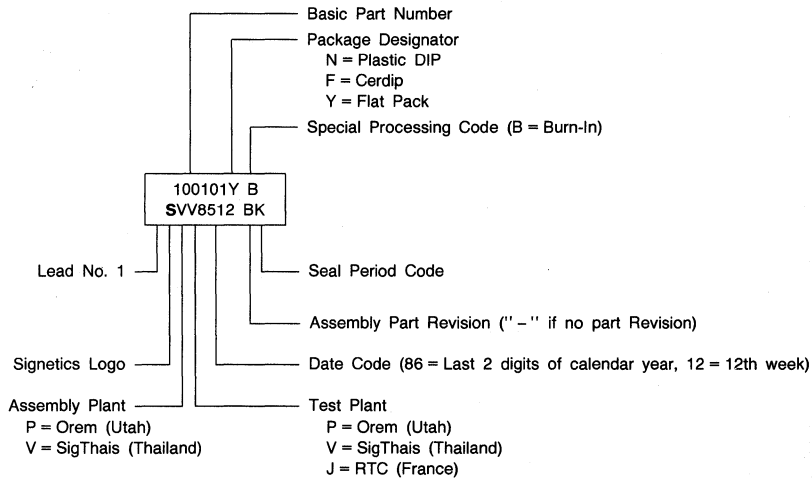 Basic Part Number
Package Designator
N = Plastic DIP
F = Cerdip
Y = Flat Pack
Special Processing Code (B = Burn-In)
100101Y B
SVV8512 BK
Lead No. 1
Seal Period Code
Assembly Part Revision ("–" if no part Revision)
Signetics Logo
Date Code (86 = Last 2 digits of calendar year, 12 = 12th week)
Assembly Plant
P = Orem (Utah)
V = SigThais (Thailand)
Test Plant
P = Orem (Utah)
V = SigThais (Thailand)
J = RTC (France)